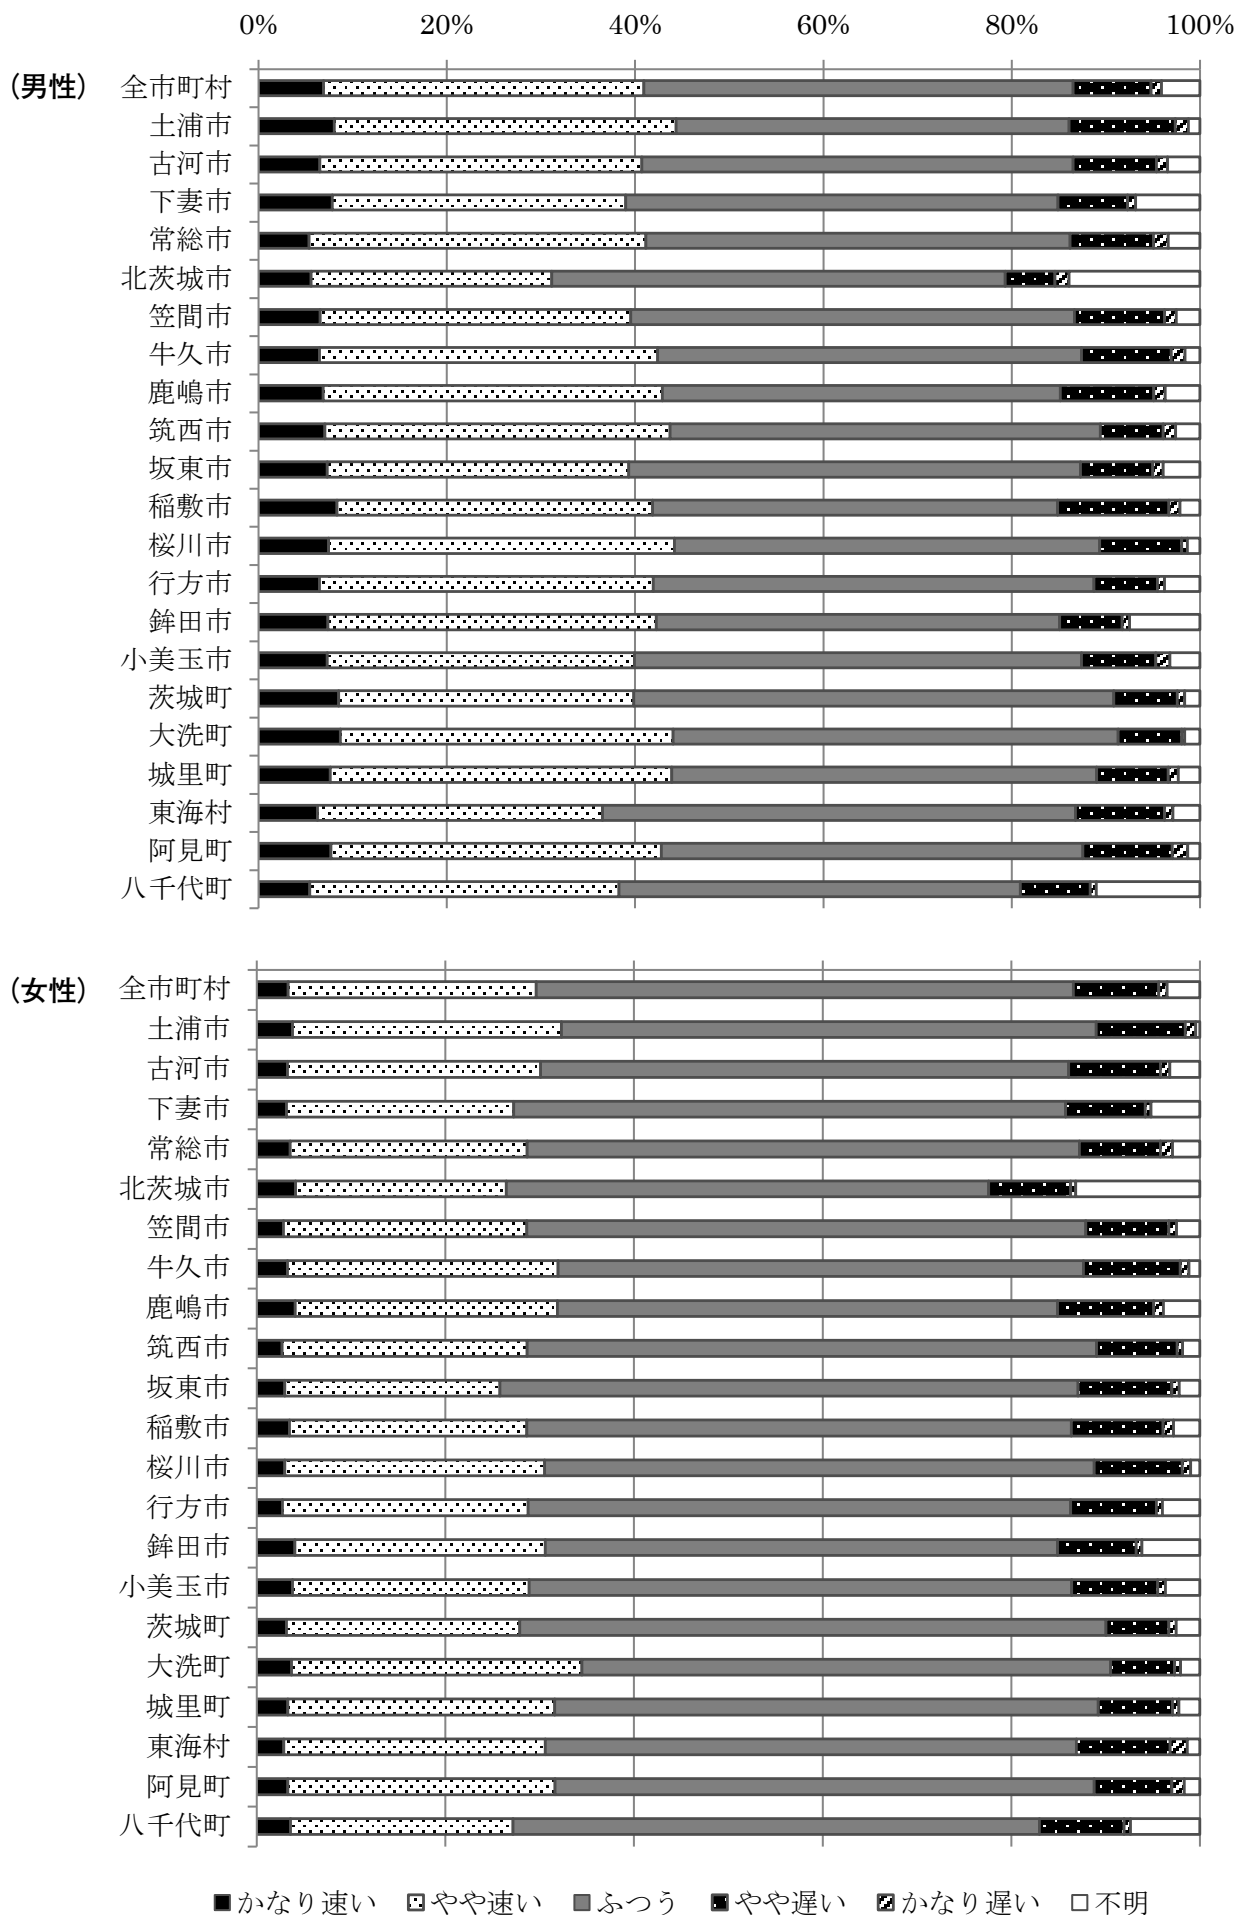 0% 20% 40% 60% 80% 100%
（男性） 全市町村
土浦市
古河市
下妻市
常総市
北茨城市
笠間市
牛久市
鹿嶋市
筑西市
坂東市
稲敷市
桜川市
行方市
鉾田市
小美玉市
茨城町
大洗町
城里町
東海村
阿見町
八千代町
（女性） 全市町村
土浦市
古河市
下妻市
常総市
北茨城市
笠間市
牛久市
鹿嶋市
筑西市
坂東市
稲敷市
桜川市
行方市
鉾田市
小美玉市
茨城町
大洗町
城里町
東海村
阿見町
八千代町
かなり速い やや速い ふつう やや遅い かなり遅い 不明